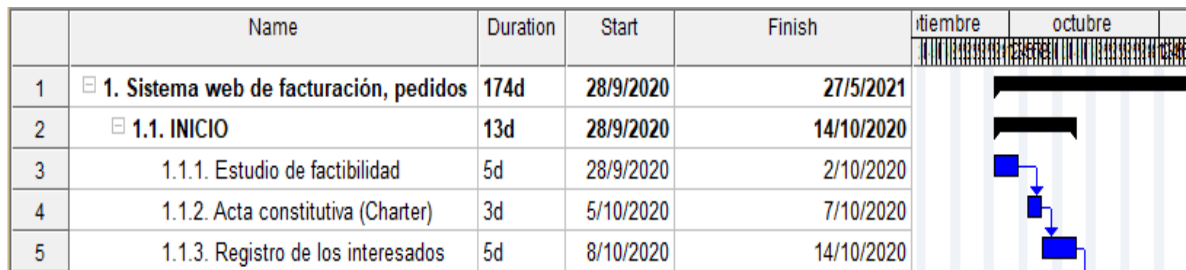 Name Duration Start Finish tiembre octubre
1 1. Sistema web de facturación, pedidos 174d 28/9/2020 27/5/2021
2 1.1. INICIO 13d 28/9/2020 14/10/2020
3 1.1.1. Estudio de factibilidad 5d 28/9/2020 2/10/2020
4 1.1.2. Acta constitutiva (Charter) 3d 5/10/2020 7/10/2020
5 1.1.3. Registro de los interesados 5d 8/10/2020 14/10/2020